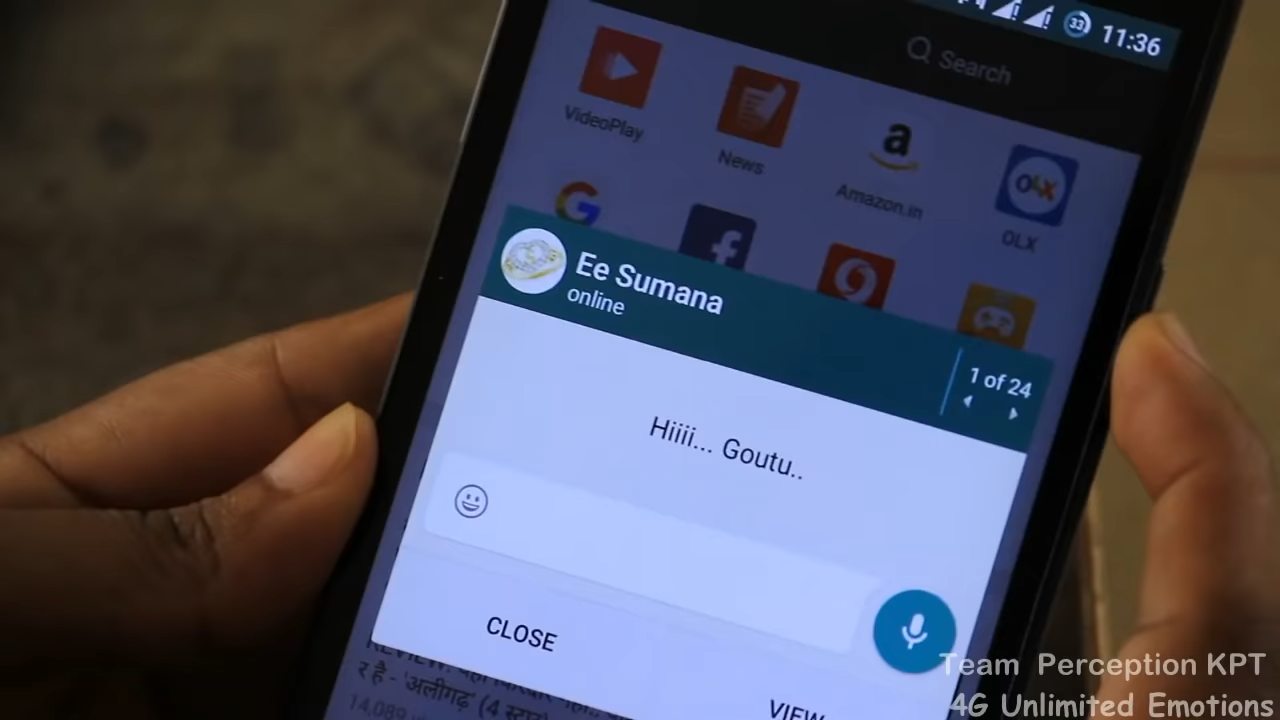 33 11:36
Search
VideoPlay
News
Amazon.in
OLX
Ee Sumana
online
1 of 24
Hiiii... Goutu..
CLOSE
VIEW
र है - 'अलीगढ़' (4 स्टार)
14,089
Team Perception KPT
4G Unlimited Emotions